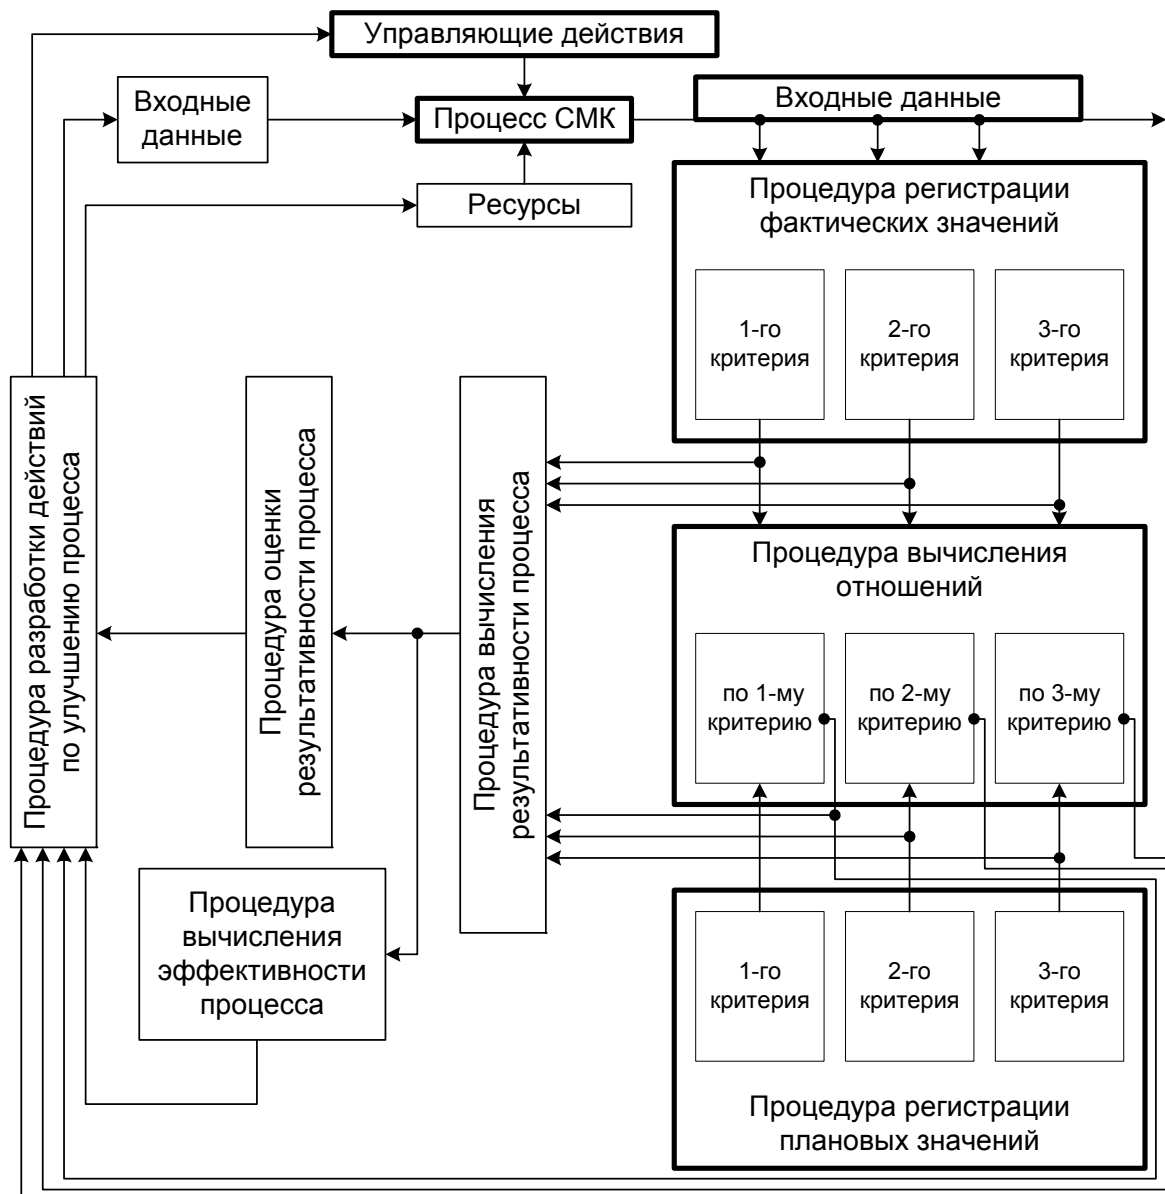 Управляющие действия
Входные
данные
Процесс СМК
Входные данные
Ресурсы
Процедура регистрации
фактических значений
1-го
критерия
2-го
критерия
3-го
критерия
Процедура разработки действий
по улучшению процесса
Процедура оценки
результативности процесса
Процедура вычисления
результативности процесса
Процедура вычисления
отношений
по 1-му
критерию
по 2-му
критерию
по 3-му
критерию
Процедура
вычисления
эффективности
процесса
1-го
критерия
2-го
критерия
3-го
критерия
Процедура регистрации
плановых значений